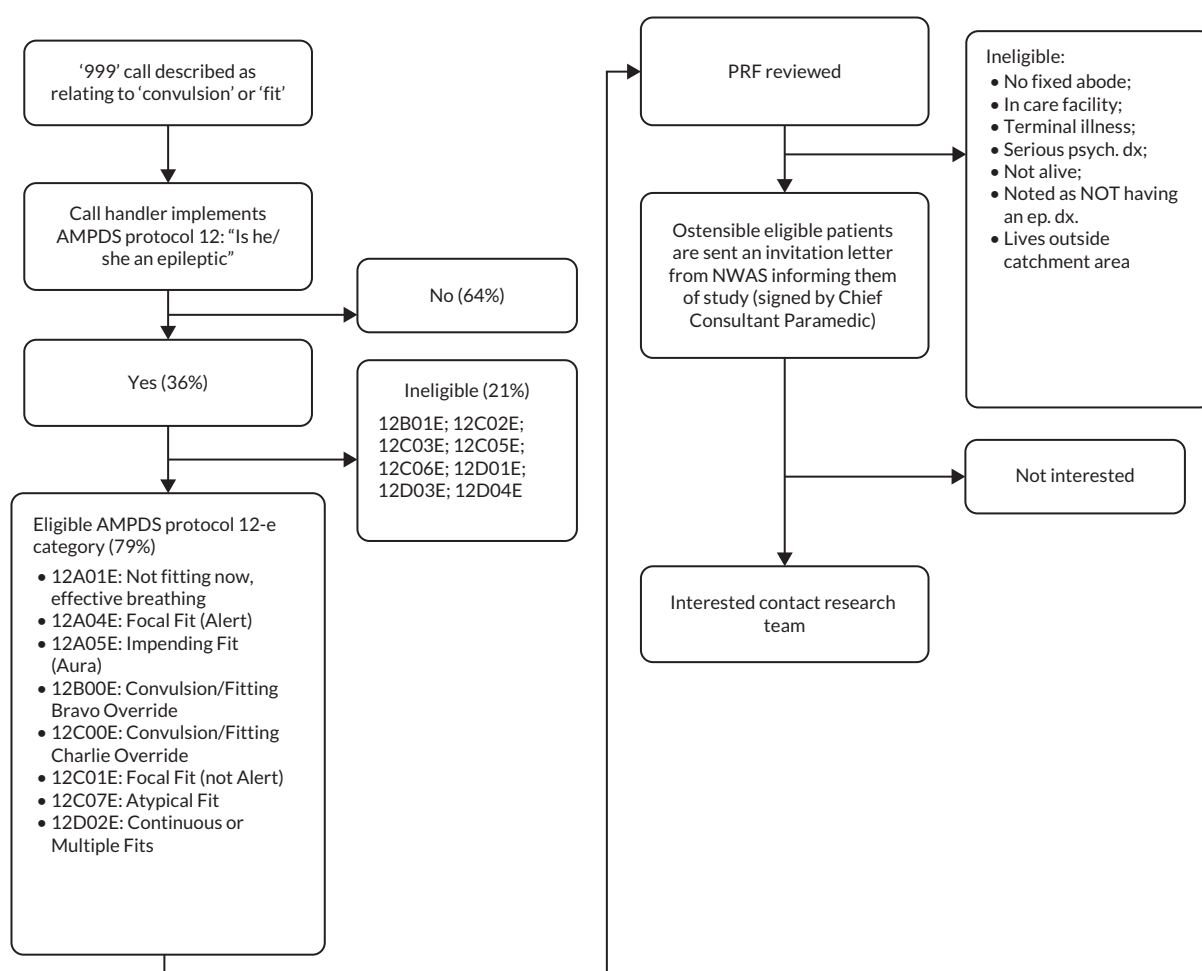 ‘999’ call described as
relating to ‘convulsion’ or ‘fit’
Call handler implements
AMPDS protocol 12: “Is he/
she an epileptic”
No (64%)
Yes (36%)
Ineligible (21%)
12B01E; 12C02E;
12C03E; 12C05E;
12C06E; 12D01E;
12D03E; 12D04E
Eligible AMPDS protocol 12-e
category (79%)
• 12A01E: Not fitting now,
effective breathing
• 12A04E: Focal Fit (Alert)
• 12A05E: Impending Fit
(Aura)
• 12B00E: Convulsion/Fitting
Bravo Override
• 12C00E: Convulsion/Fitting
Charlie Override
• 12C01E: Focal Fit (not Alert)
• 12C07E: Atypical Fit
• 12D02E: Continuous or
Multiple Fits
PRF reviewed
Ineligible:
• No fixed abode;
• In care facility;
• Terminal illness;
• Serious psych. dx;
• Not alive;
• Noted as NOT having
an ep. dx.
• Lives outside
catchment area
Ostensible eligible patients
are sent an invitation letter
from NWAS informing them
of study (signed by Chief
Consultant Paramedic)
Not interested
Interested contact research
team